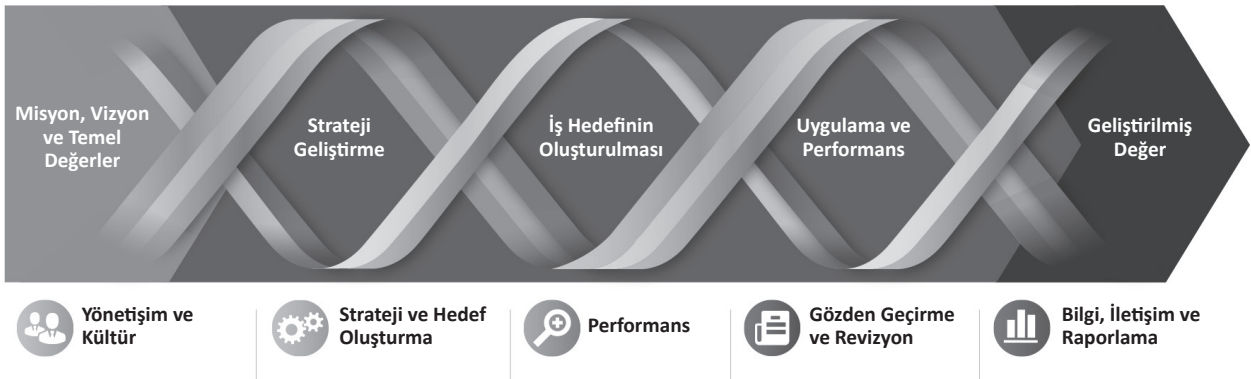 Misyon, Vizyon
ve Temel
Değerler
Strateji
Geliştirme
İş Hedefinin
Oluşturulması
Uygulama ve
Performans
Geliştirilmiş
Değer
Yönetişim ve
Kültür
Strateji ve Hedef
Oluşturma
Performans
Gözden Geçirme
ve Revizyon
Bilgi, İletişim ve
Raporlama